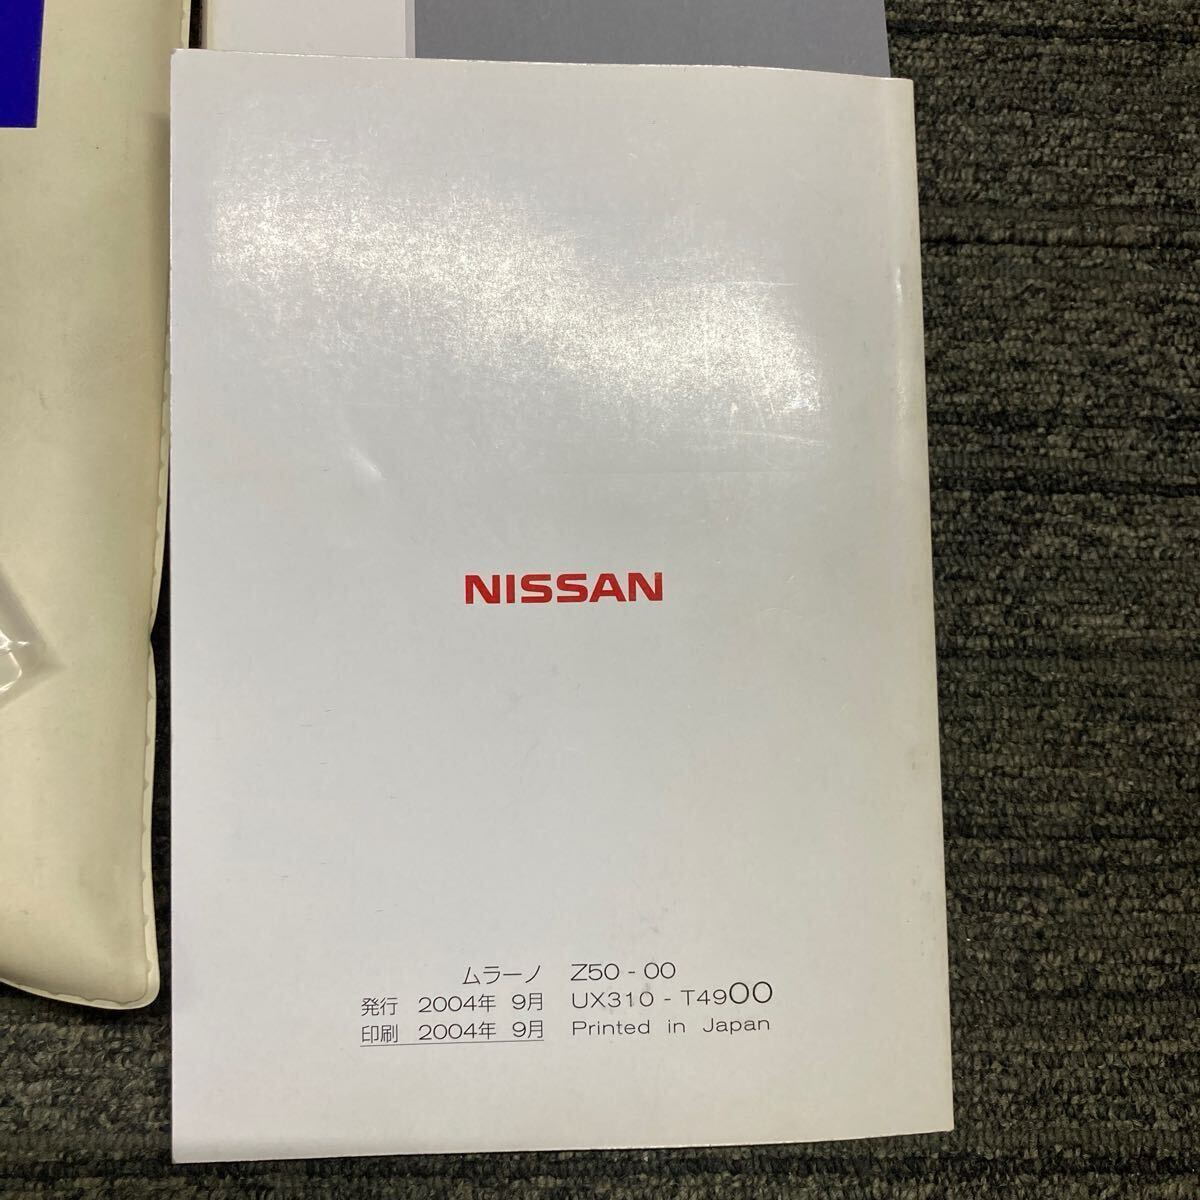 NISSAN
ムラーノ Z50-00
発行 2004年 9月 UX310-T4900
印刷 2004年 9月 Printed in Japan